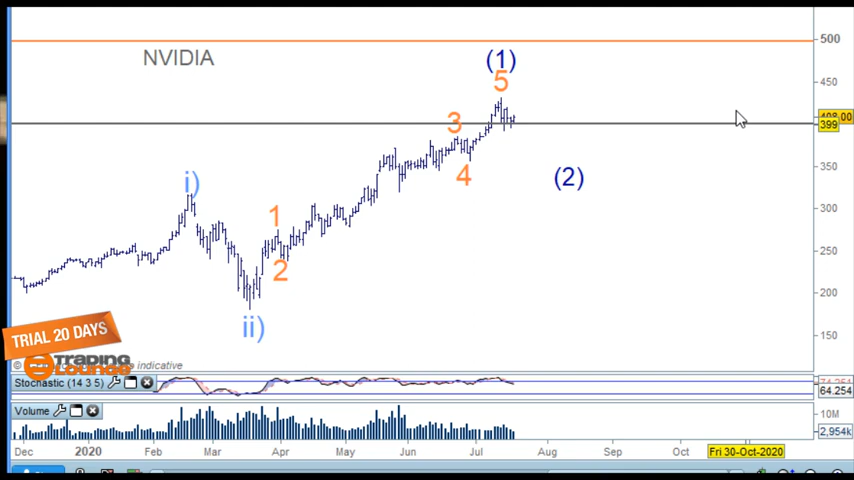 500
NVIDIA
(1)
5
450
408.00
399
3
350
4
(2)
i)
300
1
250
2
200
ii)
150
TRIAL 20 DAYS
TRADING
LOUNGE
indicative
Stochastic (14 3 5)
64.254
Volume
10M
2,954k
Dec 2020 Feb Mar Apr May Jun Jul Aug Sep Oct Fri 30-Oct-2020